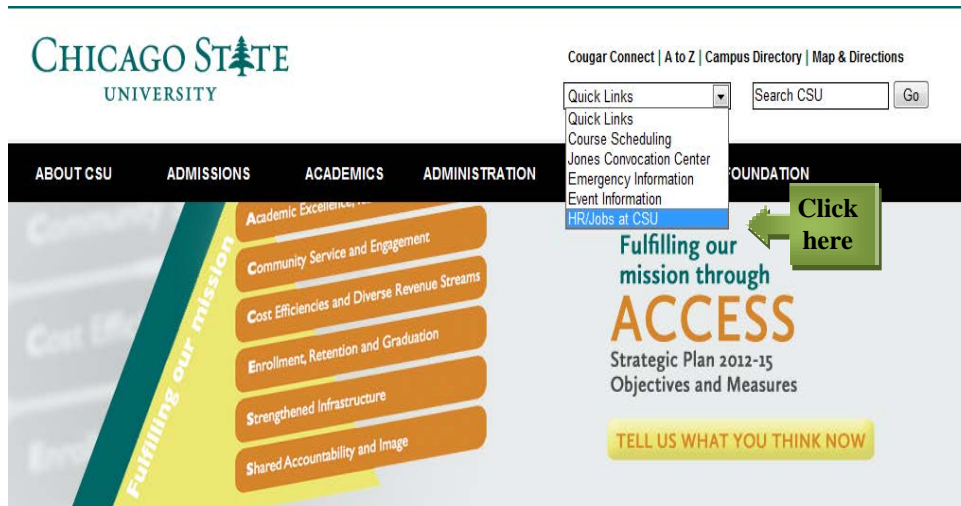 CHICAGO STATE
UNIVERSITY
Cougar Connect | A to Z | Campus Directory | Map & Directions
Quick Links
Search CSU
Go
Quick Links
Course Scheduling
Jones Convocation Center
Emergency Information
Event Information
HR/Jobs at CSU
ABOUT CSU
ADMISSIONS
ACADEMICS
ADMINISTRATION
Click
here
Fulfilling our mission
Academic Excellence,
Community Service and Engagement
Cost Efficiencies and Diverse Revenue Streams
Enrollment, Retention and Graduation
Strengthened Infrastructure
Shared Accountability and Image
Fulfilling our
mission through
ACCESS
Strategic Plan 2012-15
Objectives and Measures
TELL US WHAT YOU THINK NOW